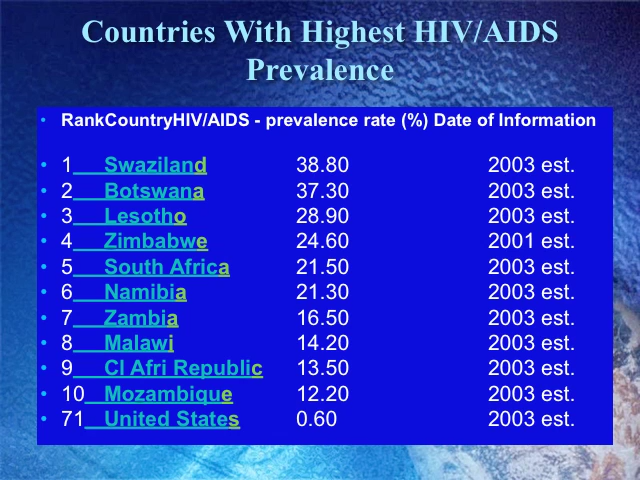 Countries With Highest HIV/AIDS
Prevalence
• RankCountryHIV/AIDS - prevalence rate (%) Date of Information
• 1 Swaziland 38.80 2003 est.
• 2 Botswana 37.30 2003 est.
• 3 Lesotho 28.90 2003 est.
• 4 Zimbabwe 24.60 2001 est.
• 5 South Africa 21.50 2003 est.
• 6 Namibia 21.30 2003 est.
• 7 Zambia 16.50 2003 est.
• 8 Malawi 14.20 2003 est.
• 9 Cl Afri Republic 13.50 2003 est.
• 10 Mozambique 12.20 2003 est.
• 71 United States 0.60 2003 est.